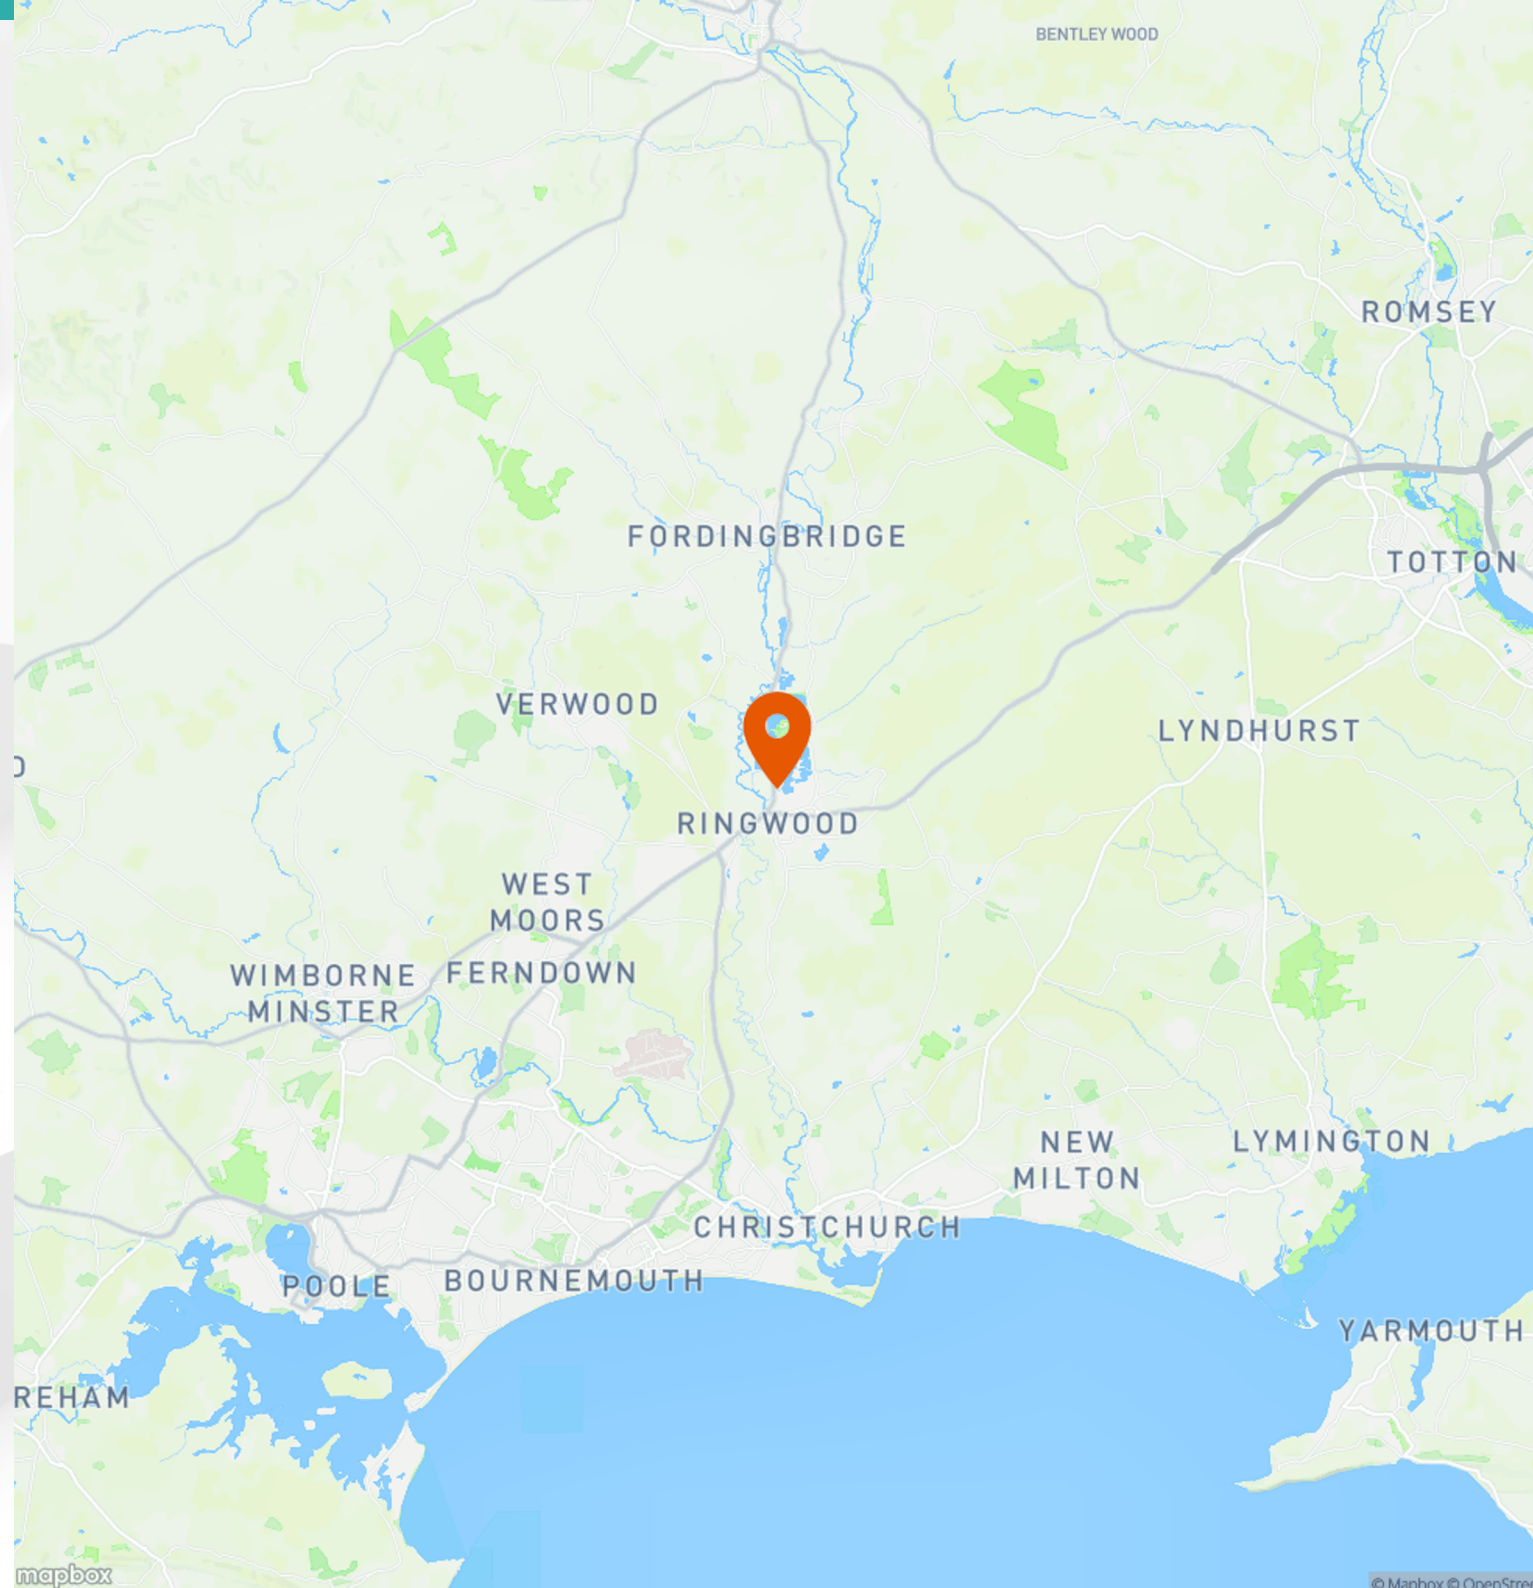 BENTLEY WOOD
ROMSEY
FORDINGBRIDGE
TOTTON
VERWOOD
LYNDHURST
D
RINGWOOD
WEST
MOORS
WIMBORNE
MINSTER
FERNDOWN
NEW
MILTON
LYMINGTON
CHRISTCHURCH
POOLE
BOURNEMOUTH
YARMOUTH
REHAM
mapbox
© Mapbox © OpenStree